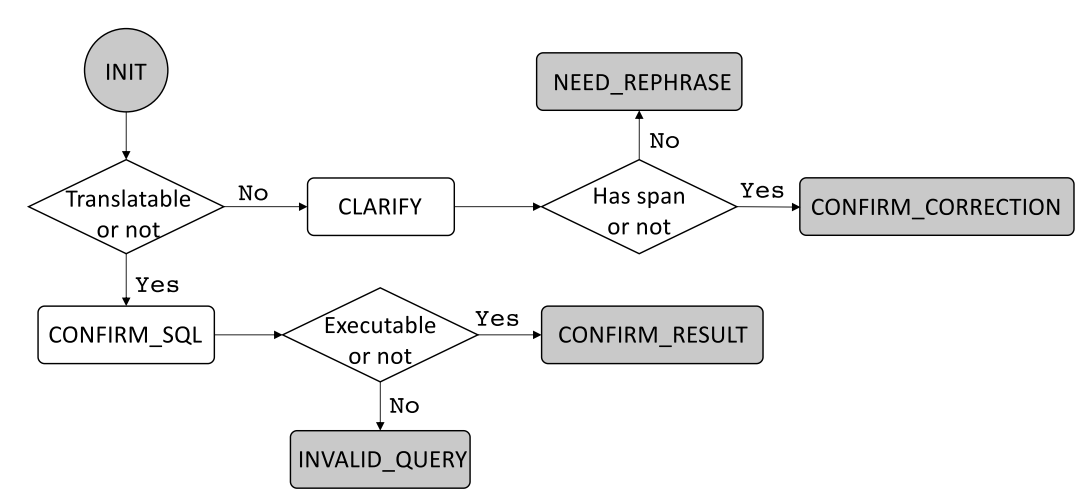 INIT
NEED_REPHRASE
No
Translatable
or not
No
CLARIFY
Has span
or not
Yes
CONFIRM_CORRECTION
Yes
CONFIRM_SQL
Executable
or not
Yes
CONFIRM_RESULT
No
INVALID_QUERY